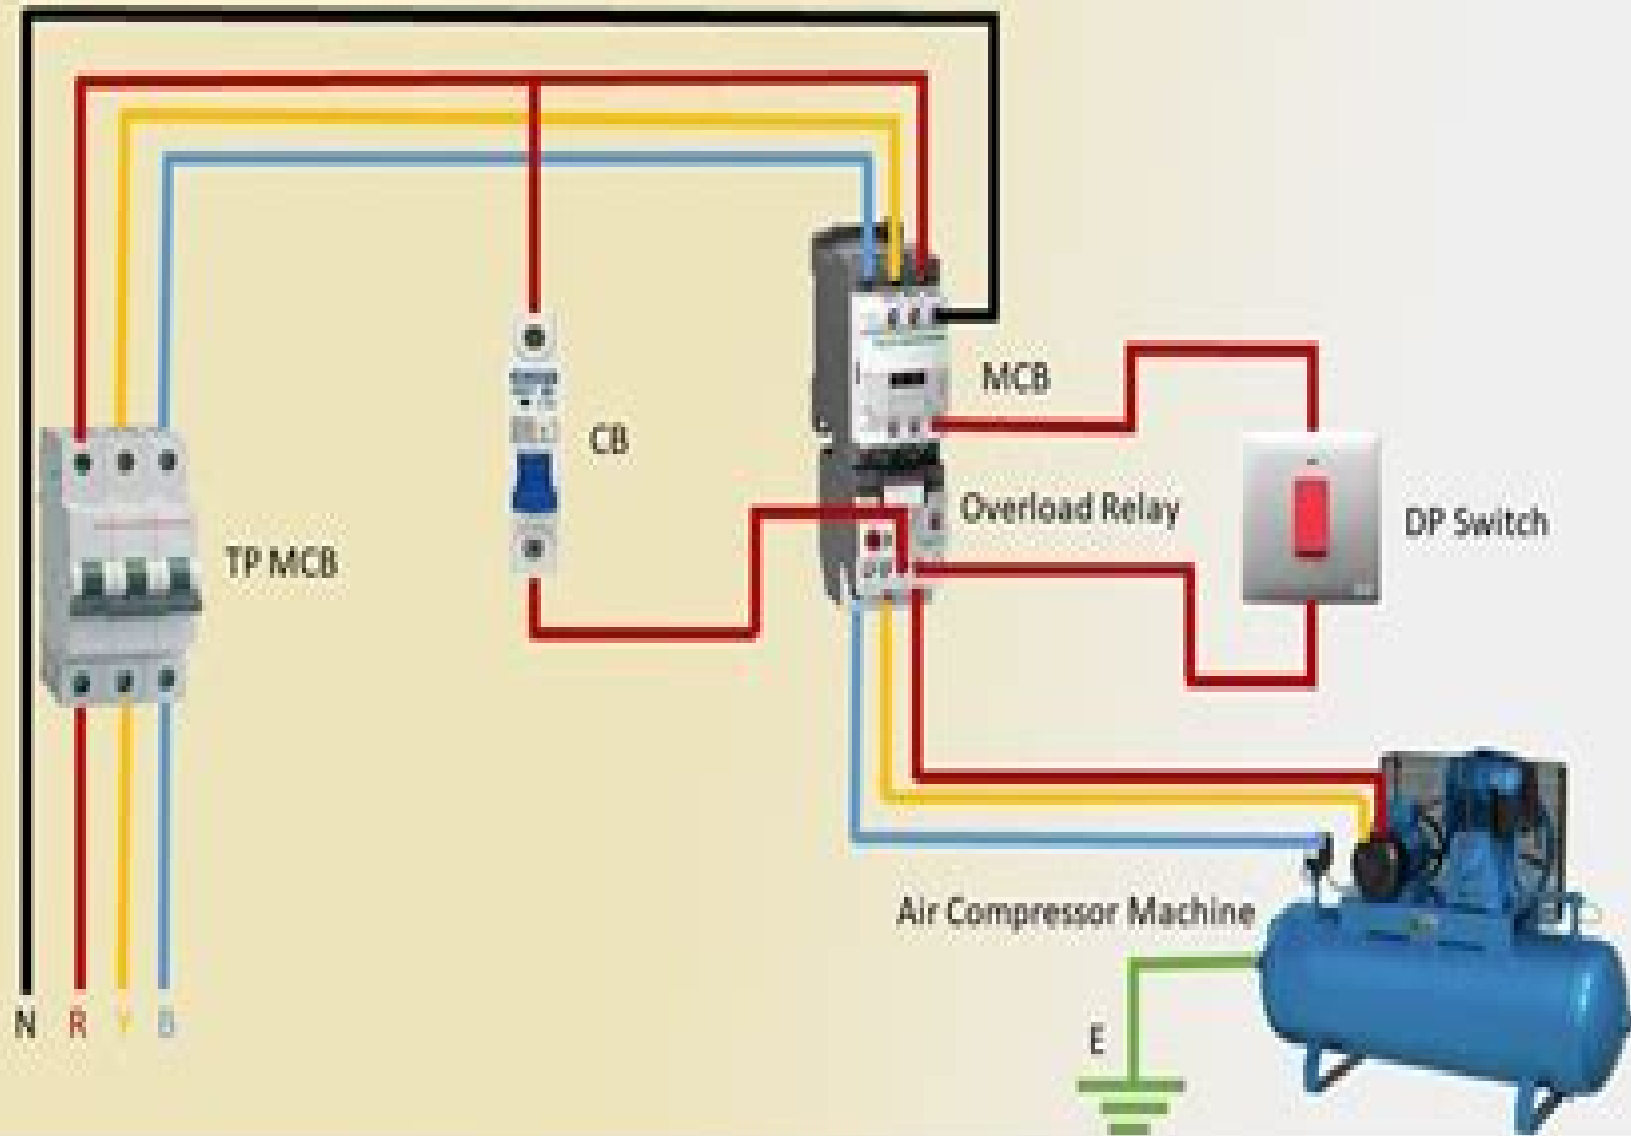 MCB
CB
Overload Relay
DP Switch
TP MCB
Air Compressor Machine
N R Y B
E